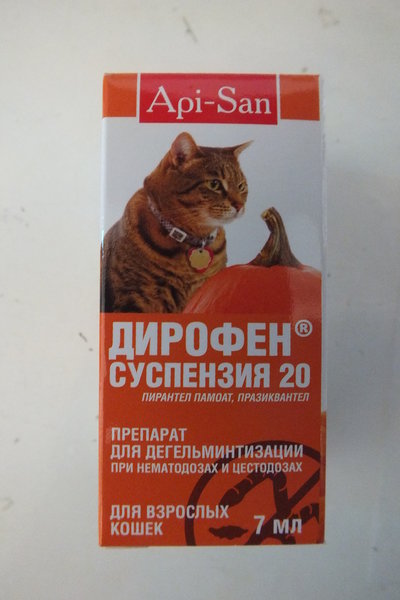 Api-San
ДИРОФЕН®
СУСПЕНЗИЯ 20
ПИРАНТЕЛ ПАМОАТ, ПРАЗИКВАНТЕЛ
ПРЕПАРАТ
ДЛЯ ДЕГЕЛЬМИНТИЗАЦИИ
ПРИ НЕМАТОДОЗАХ И ЦЕСТОДОЗАХ
ДЛЯ ВЗРОСЛЫХ
КОШЕК
7 МЛ